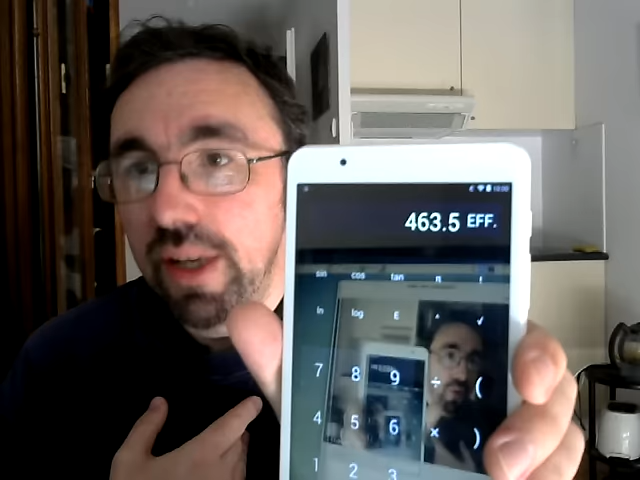 463.5 EFF.
sin cos tan
ln log
7 8 9 ÷ (
4 5 6 × )
1 2 3